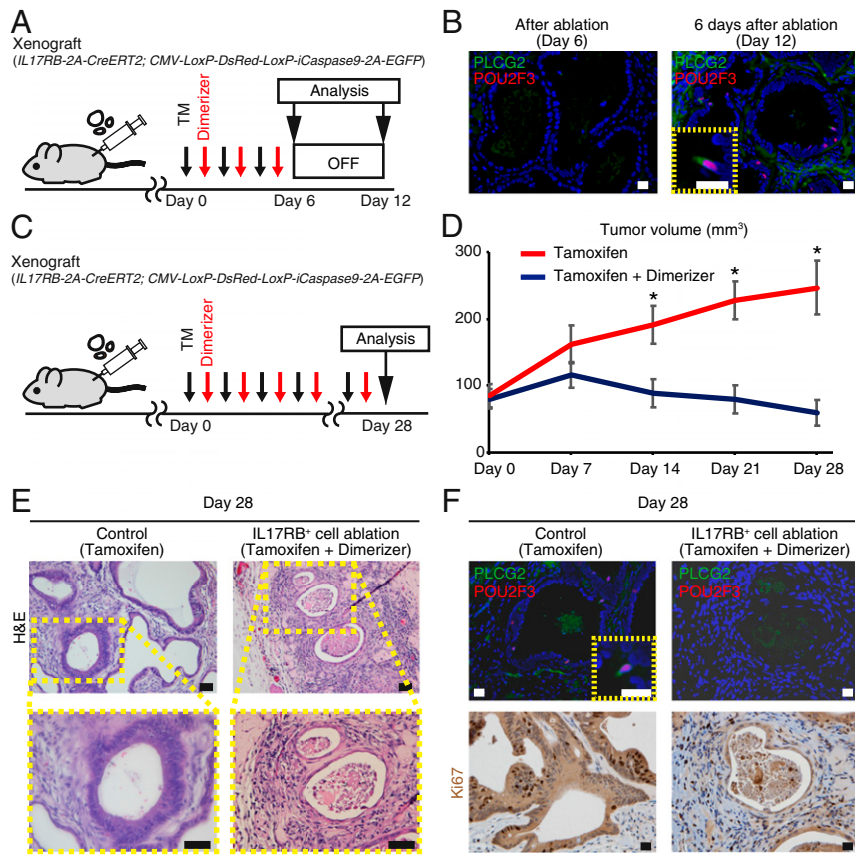 A
Xenograft
(IL17RB-2A-CreERT2; CMV-LoxP-DsRed-LoxP-iCaspase9-2A-EGFP)
TM
Dimerizer
Analysis
OFF
Day 0
Day 6
Day 12
B
After ablation
(Day 6)
6 days after ablation
(Day 12)
PLCG2
POU2F3
PLCG2
POU2F3
C
Xenograft
(IL17RB-2A-CreERT2; CMV-LoxP-DsRed-LoxP-iCaspase9-2A-EGFP)
TM
Dimerizer
Analysis
Day 0
Day 28
D
Tumor volume (mm³)
300
200
100
0
Tamoxifen
Tamoxifen + Dimerizer
*
*
*
Day 0
Day 7
Day 14
Day 21
Day 28
E
Day 28
Control
(Tamoxifen)
IL17RB⁺ cell ablation
(Tamoxifen + Dimerizer)
H&E
F
Day 28
Control
(Tamoxifen)
IL17RB⁺ cell ablation
(Tamoxifen + Dimerizer)
PLCG2
POU2F3
PLCG2
POU2F3
Ki67